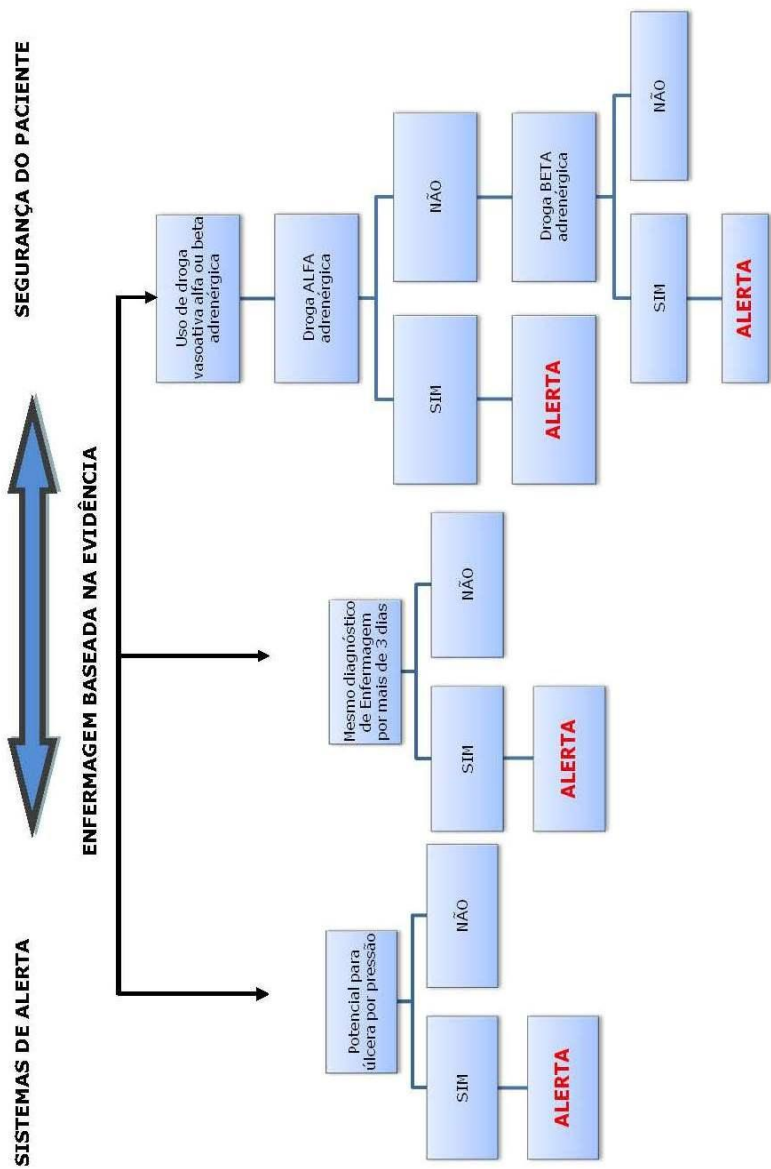 SISTEMAS DE ALERTA
SEGURANÇA DO PACIENTE
ENFERMAGEM BASEADA NA EVIDÊNCIA
Potencial para
úlcera por pressão
SIM
NÃO
ALERTA
Mesmo diagnóstico
de Enfermagem
por mais de 3 dias
SIM
NÃO
ALERTA
Uso de droga
vasoativa alfa ou beta
adrenérgica
Droga ALFA
adrenérgica
SIM
NÃO
ALERTA
Droga BETA
adrenérgica
SIM
NÃO
ALERTA